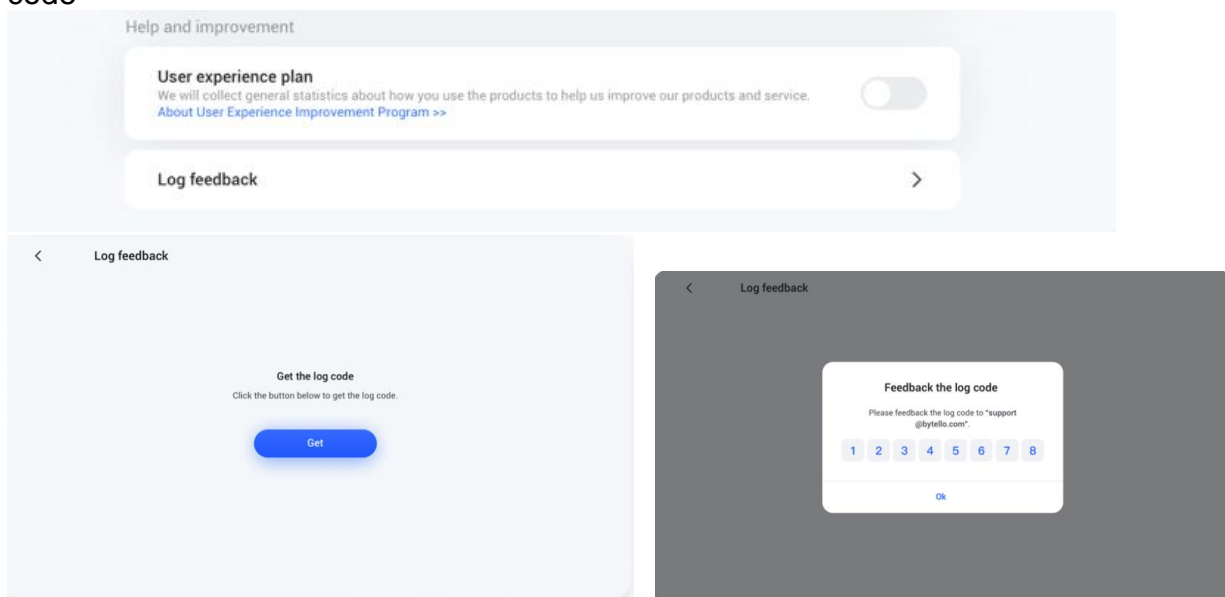 code
Help and improvement
User experience plan
We will collect general statistics about how you use the products to help us improve our products and service.
About User Experience Improvement Program >>
Log feedback
Log feedback
Get the log code
Click the button below to get the log code.
Get
Log feedback
Feedback the log code
Please feedback the log code to "support
@bytello.com".
1 2 3 4 5 6 7 8
Ok